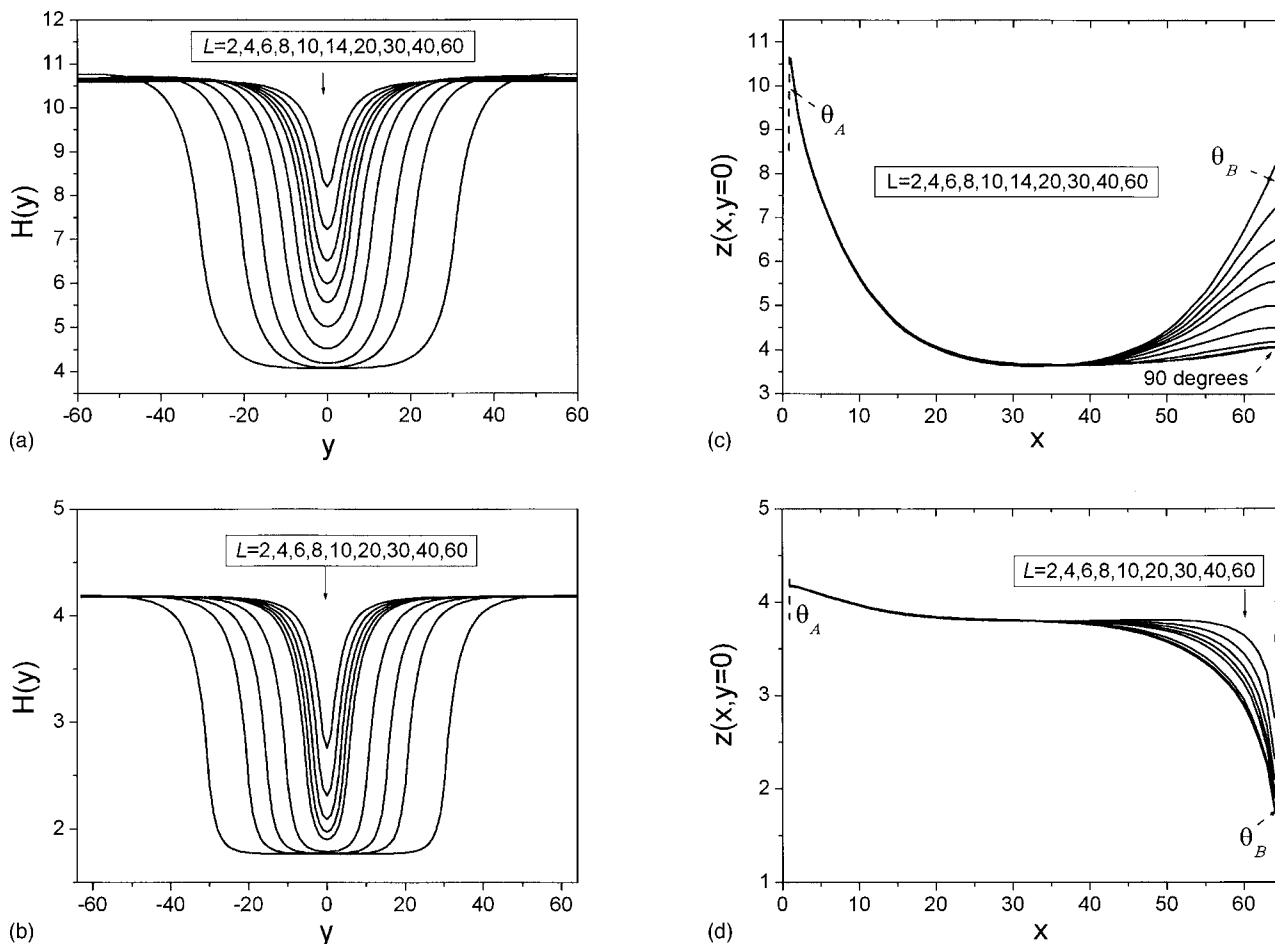 12
11
10
9
8
7
6
5
4
H(y)
L=2,4,6,8,10,14,20,30,40,60
-60 -40 -20 0 20 40 60
y
(a)
11
10
9
8
7
6
5
4
3
z(x,y=0)
θA
L=2,4,6,8,10,14,20,30,40,60
θB
90 degrees
0 10 20 30 40 50 60
x
(c)
5
4
3
2
H(y)
L=2,4,6,8,10,20,30,40,60
-60 -40 -20 0 20 40 60
y
(b)
5
4
3
2
1
z(x,y=0)
L=2,4,6,8,10,20,30,40,60
θA
θB
0 10 20 30 40 50 60
x
(d)